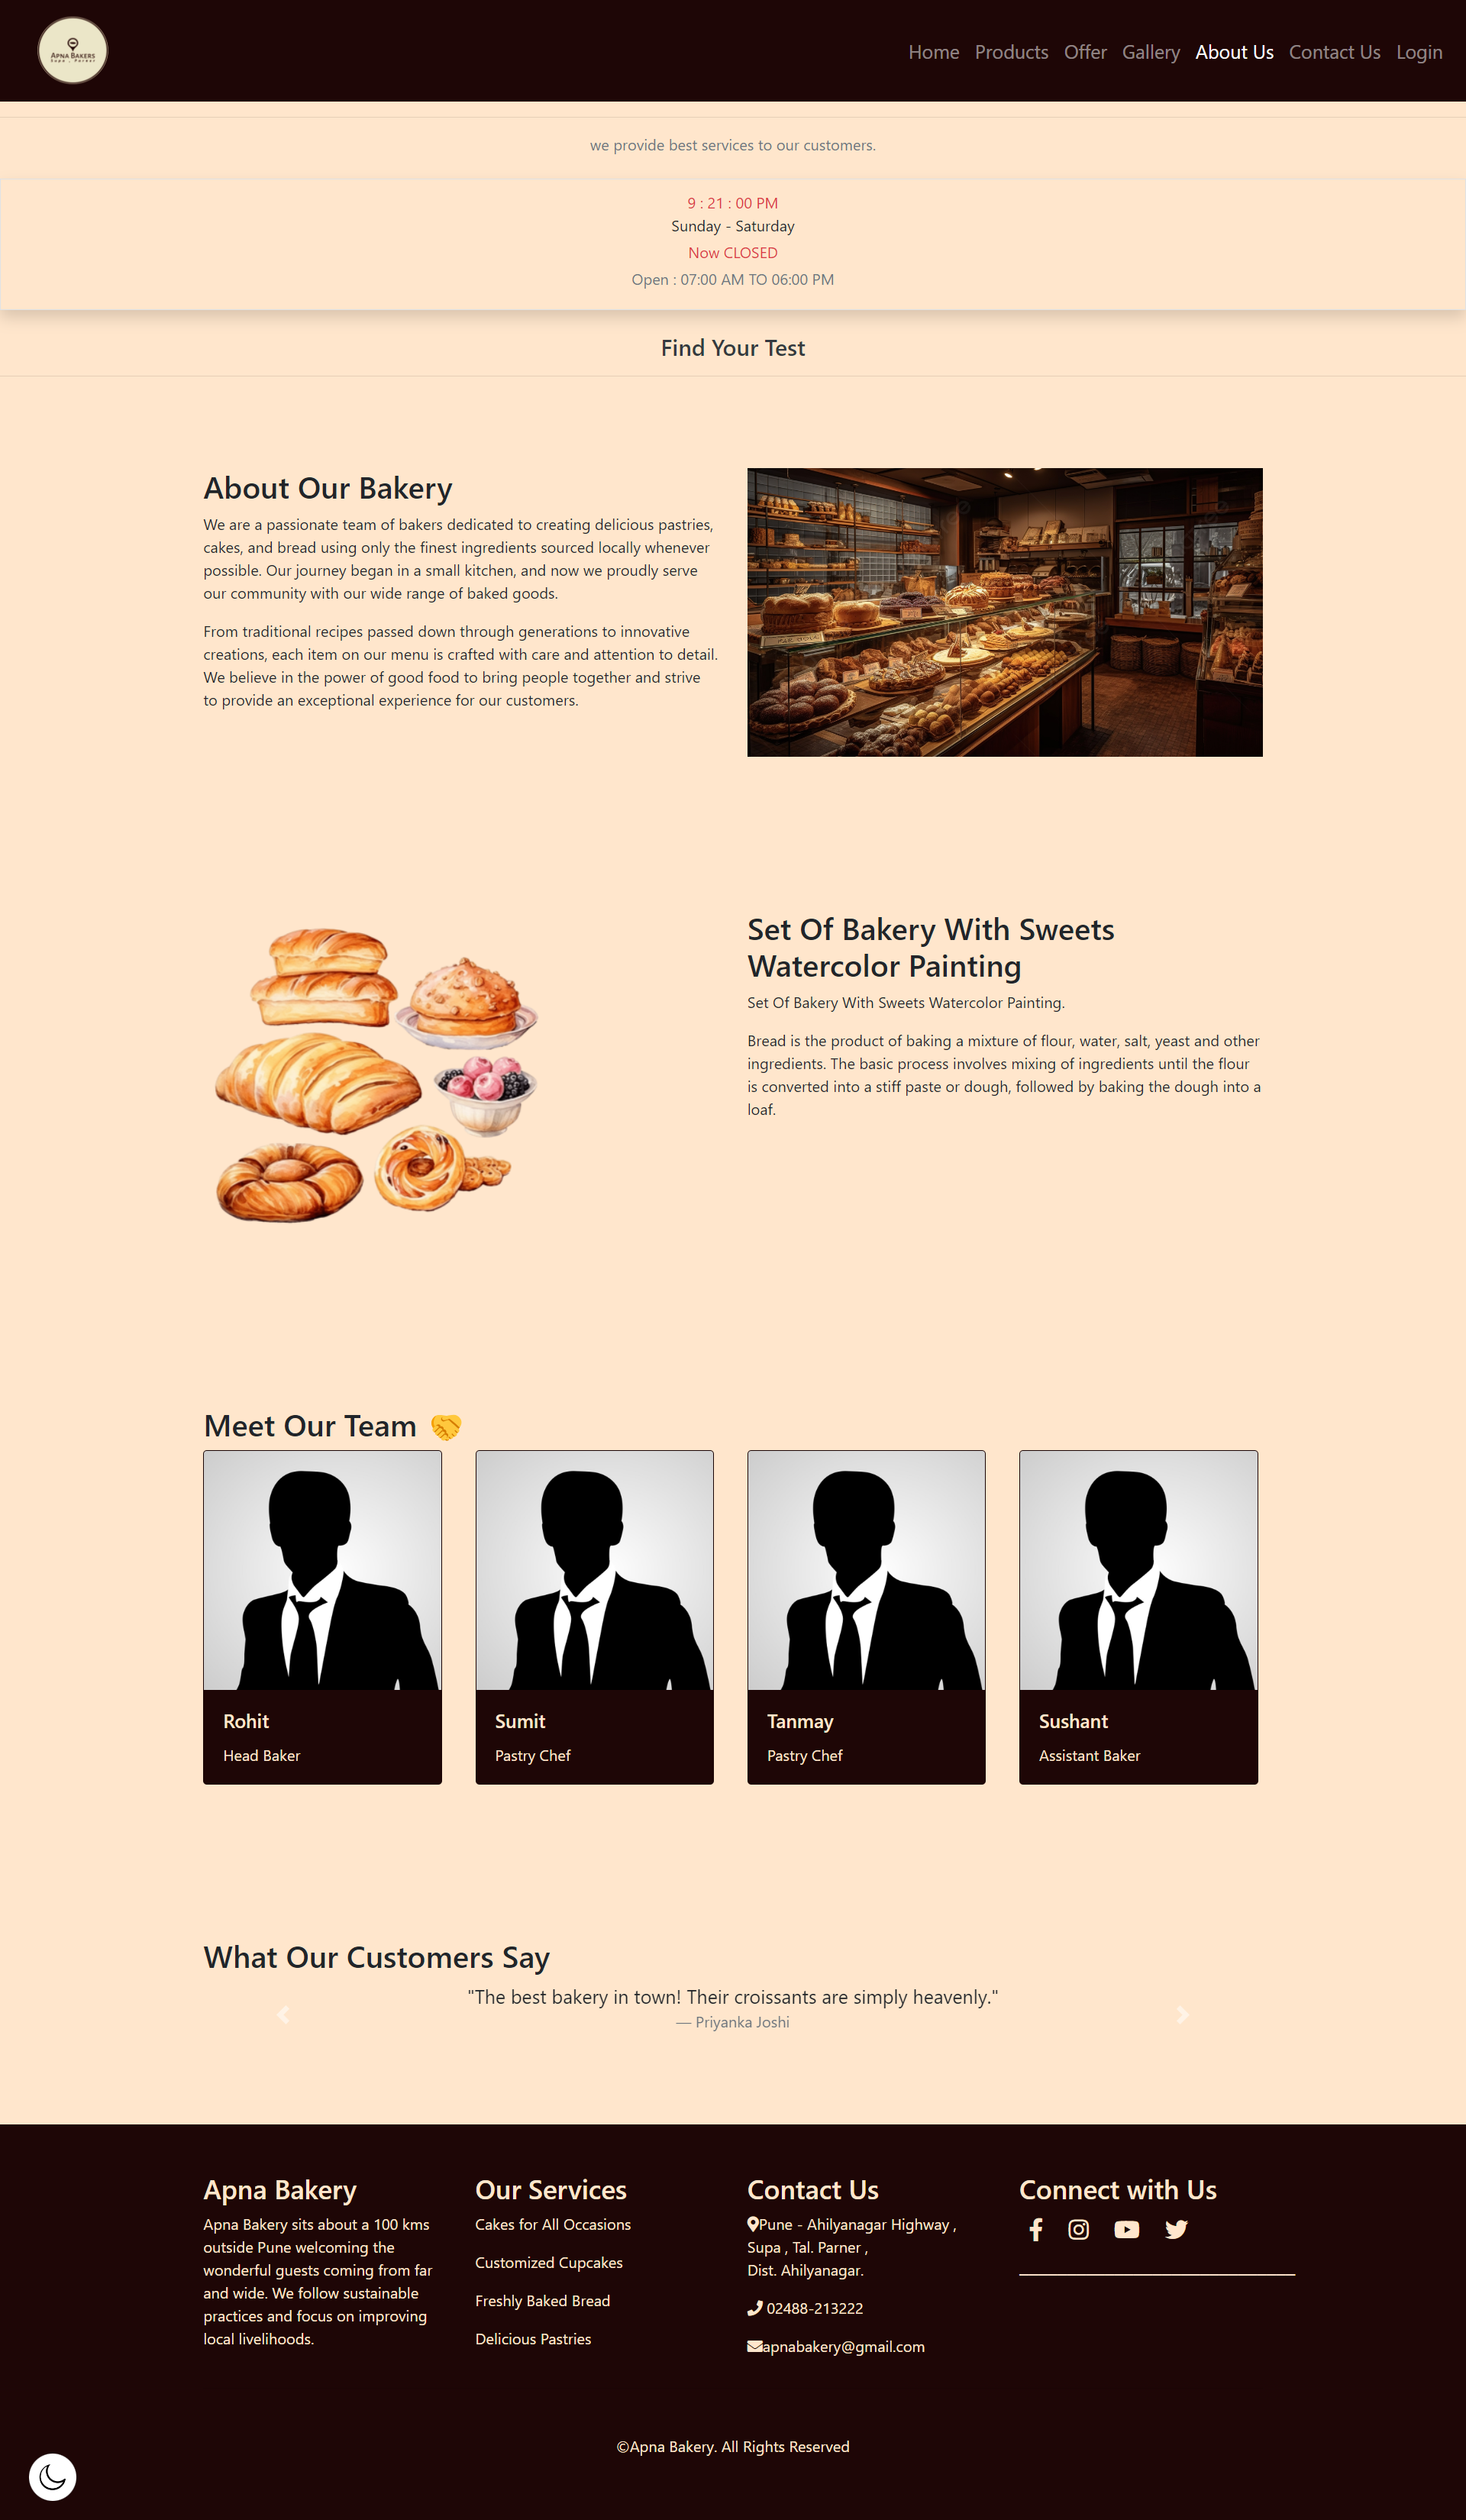 APNA BAKERS
Supa , Parner
Home Products Offer Gallery About Us Contact Us Login
we provide best services to our customers.
9 : 21 : 00 PM
Sunday - Saturday
Now CLOSED
Open : 07:00 AM TO 06:00 PM
Find Your Test
About Our Bakery
We are a passionate team of bakers dedicated to creating delicious pastries,
cakes, and bread using only the finest ingredients sourced locally whenever
possible. Our journey began in a small kitchen, and now we proudly serve
our community with our wide range of baked goods.
From traditional recipes passed down through generations to innovative
creations, each item on our menu is crafted with care and attention to detail.
We believe in the power of good food to bring people together and strive
to provide an exceptional experience for our customers.
Set Of Bakery With Sweets
Watercolor Painting
Set Of Bakery With Sweets Watercolor Painting.
Bread is the product of baking a mixture of flour, water, salt, yeast and other
ingredients. The basic process involves mixing of ingredients until the flour
is converted into a stiff paste or dough, followed by baking the dough into a
loaf.
Meet Our Team 🤝
Rohit
Head Baker
Sumit
Pastry Chef
Tanmay
Pastry Chef
Sushant
Assistant Baker
What Our Customers Say
"The best bakery in town! Their croissants are simply heavenly."
— Priyanka Joshi
Apna Bakery
Apna Bakery sits about a 100 kms
outside Pune welcoming the
wonderful guests coming from far
and wide. We follow sustainable
practices and focus on improving
local livelihoods.
Our Services
Cakes for All Occasions
Customized Cupcakes
Freshly Baked Bread
Delicious Pastries
Contact Us
Pune - Ahilyanagar Highway ,
Supa , Tal. Parner ,
Dist. Ahilyanagar.
02488-213222
apnabakery@gmail.com
Connect with Us
©Apna Bakery. All Rights Reserved